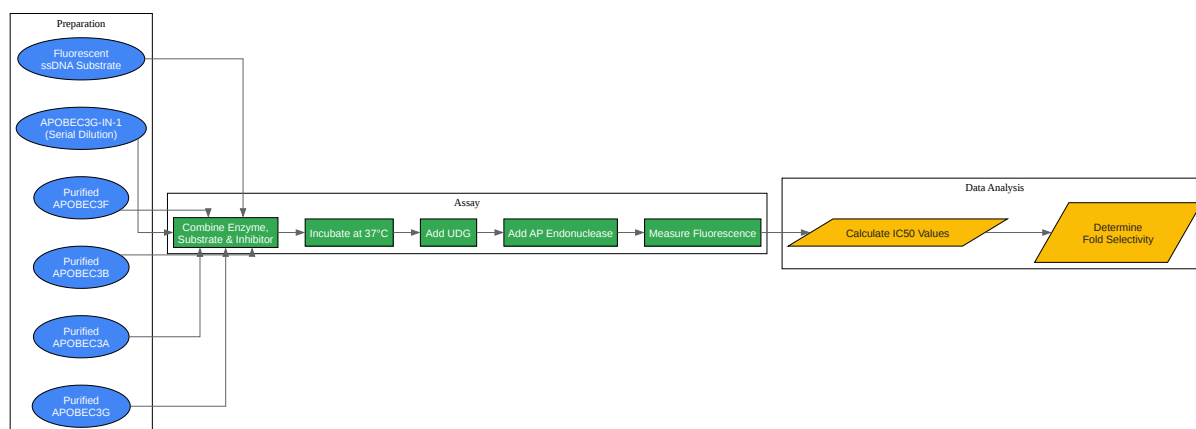 Preparation
Fluorescent
ssDNA Substrate
APOBEC3G-IN-1
(Serial Dilution)
Purified
APOBEC3F
Purified
APOBEC3B
Purified
APOBEC3A
Purified
APOBEC3G
Assay
Combine Enzyme,
Substrate & Inhibitor
Incubate at 37°C
Add UDG
Add AP Endonuclease
Measure Fluorescence
Data Analysis
Calculate IC50 Values
Determine
Fold Selectivity